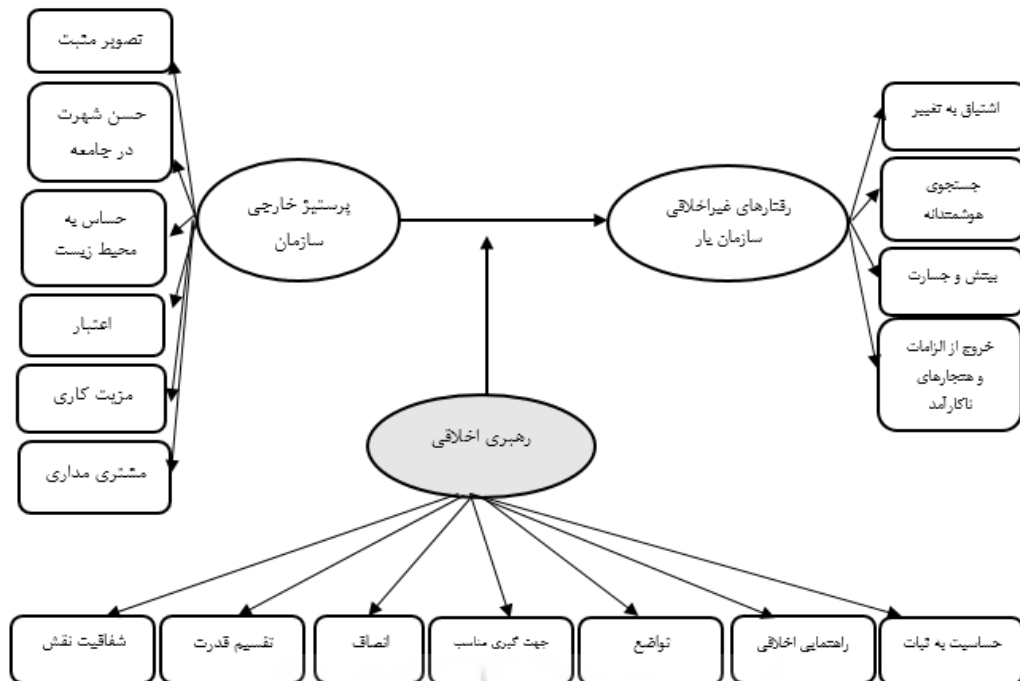 تصویر مثبت
حسن شهرت
در جامعه
حساس به
محیط زیست
اعتبار
مزیت کاری
مشتری مداری
پرستیژ خارجی
سازمان
رفتارهای غیراخلاقی
سازمان یار
اشتیاق به تغییر
جستجوی
هوشمندانه
بینش و جسارت
خروج از الزامات
و هنجارهای
ناکارآمد
رهبری اخلاقی
حساسیت به ثبات
راهنمایی اخلاقی
تواضع
جهت گیری مناسب
انصاف
تقسیم قدرت
شفاقیت نقش